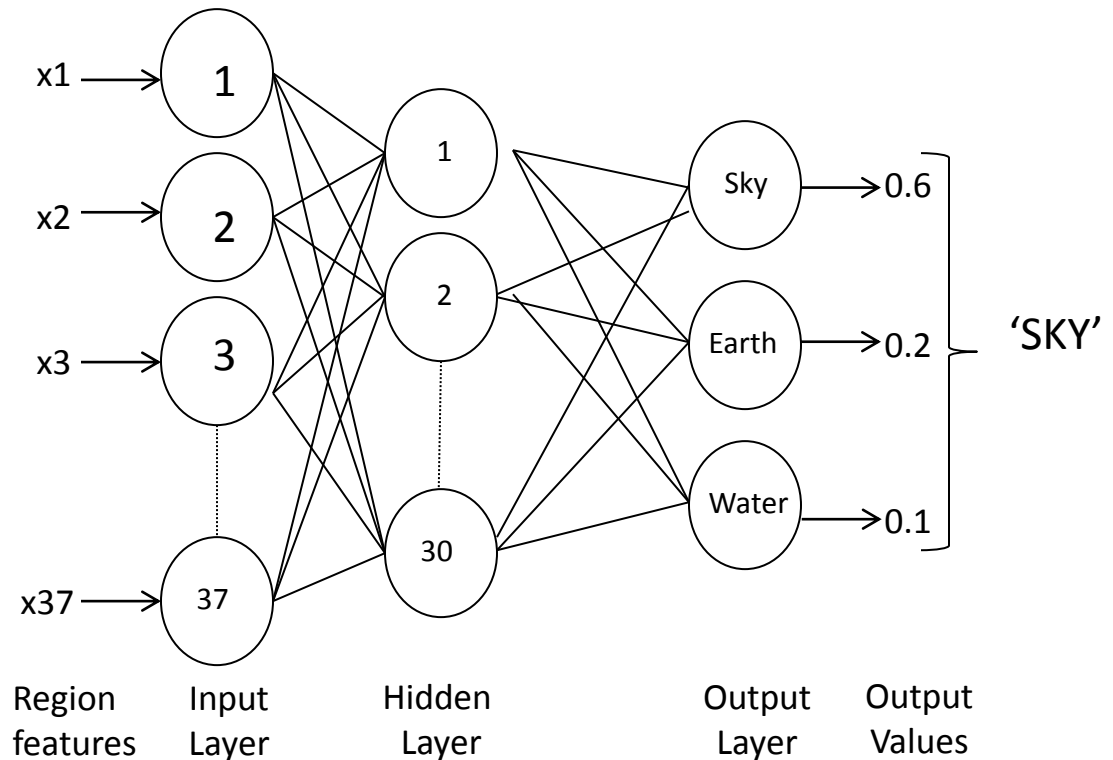 x1
1
x2
2
x3
3
x37
37
1
2
30
Sky
Earth
Water
0.6
0.2
0.1
‘SKY’
Region
features
Input
Layer
Hidden
Layer
Output
Layer
Output
Values